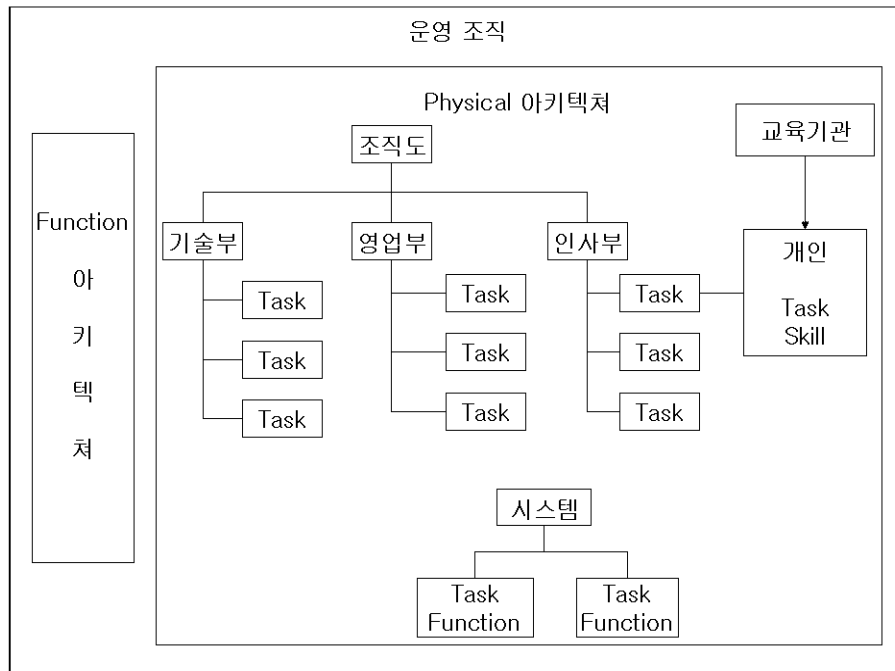 운영 조직
Physical 아키텍쳐
교육기관
조직도
Function
아
키
텍
쳐
기술부
영업부
인사부
개인
Task
Skill
Task
Task
Task
Task
Task
Task
Task
Task
Task
시스템
Task
Function
Task
Function